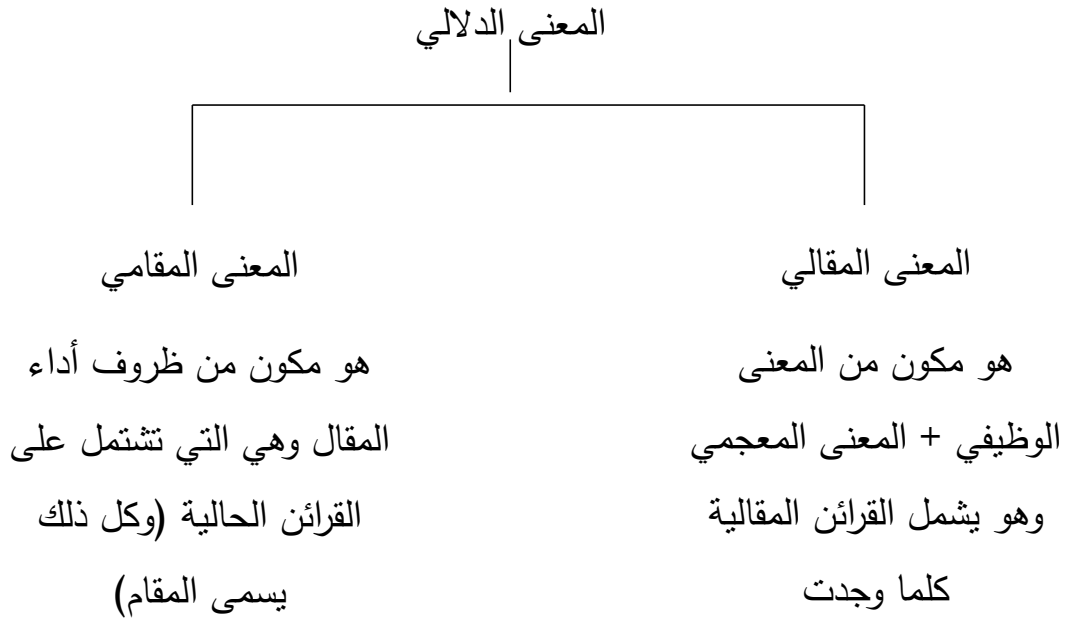 المعنى الدلالي
المعنى المقالي
هو مكون من المعنى
الوظيفي + المعنى المعجمي
وهو يشمل القرائن المقالية
كلما وجدت
المعنى المقامي
هو مكون من ظروف أداء
المقال وهي التي تشتمل على
القرائن الحالية (وكل ذلك
يسمى المقام)